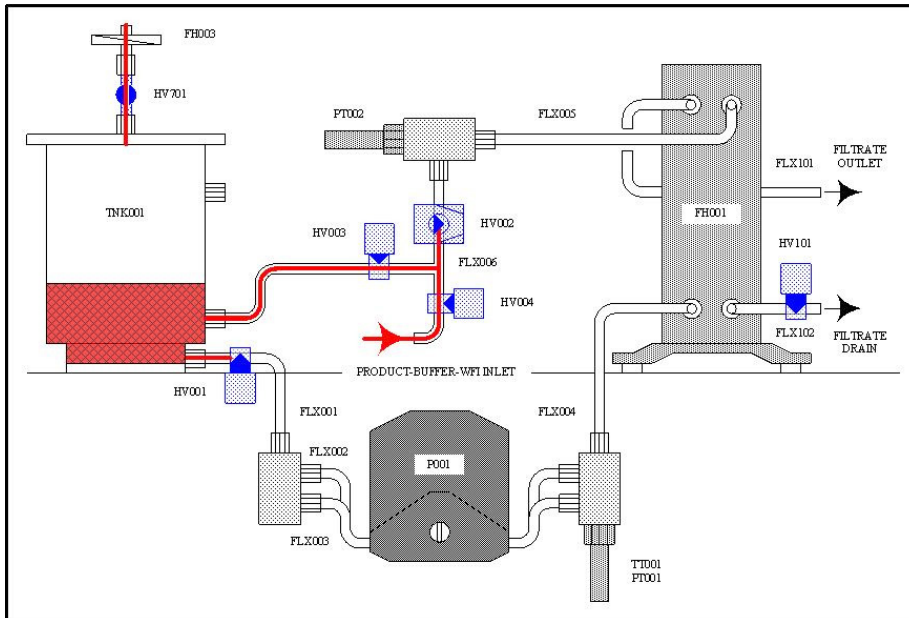 FH003
HV701
PT002
FLX005
FLX101
FILTRATE
OUTLET
TNK001
HV003
HV002
FH001
HV101
FLX006
HV004
FLX102
FILTRATE
DRAIN
PRODUCT-BUFFER-WFI INLET
HV001
FLX001
FLX004
FLX002
P001
FLX003
TT001
PT001